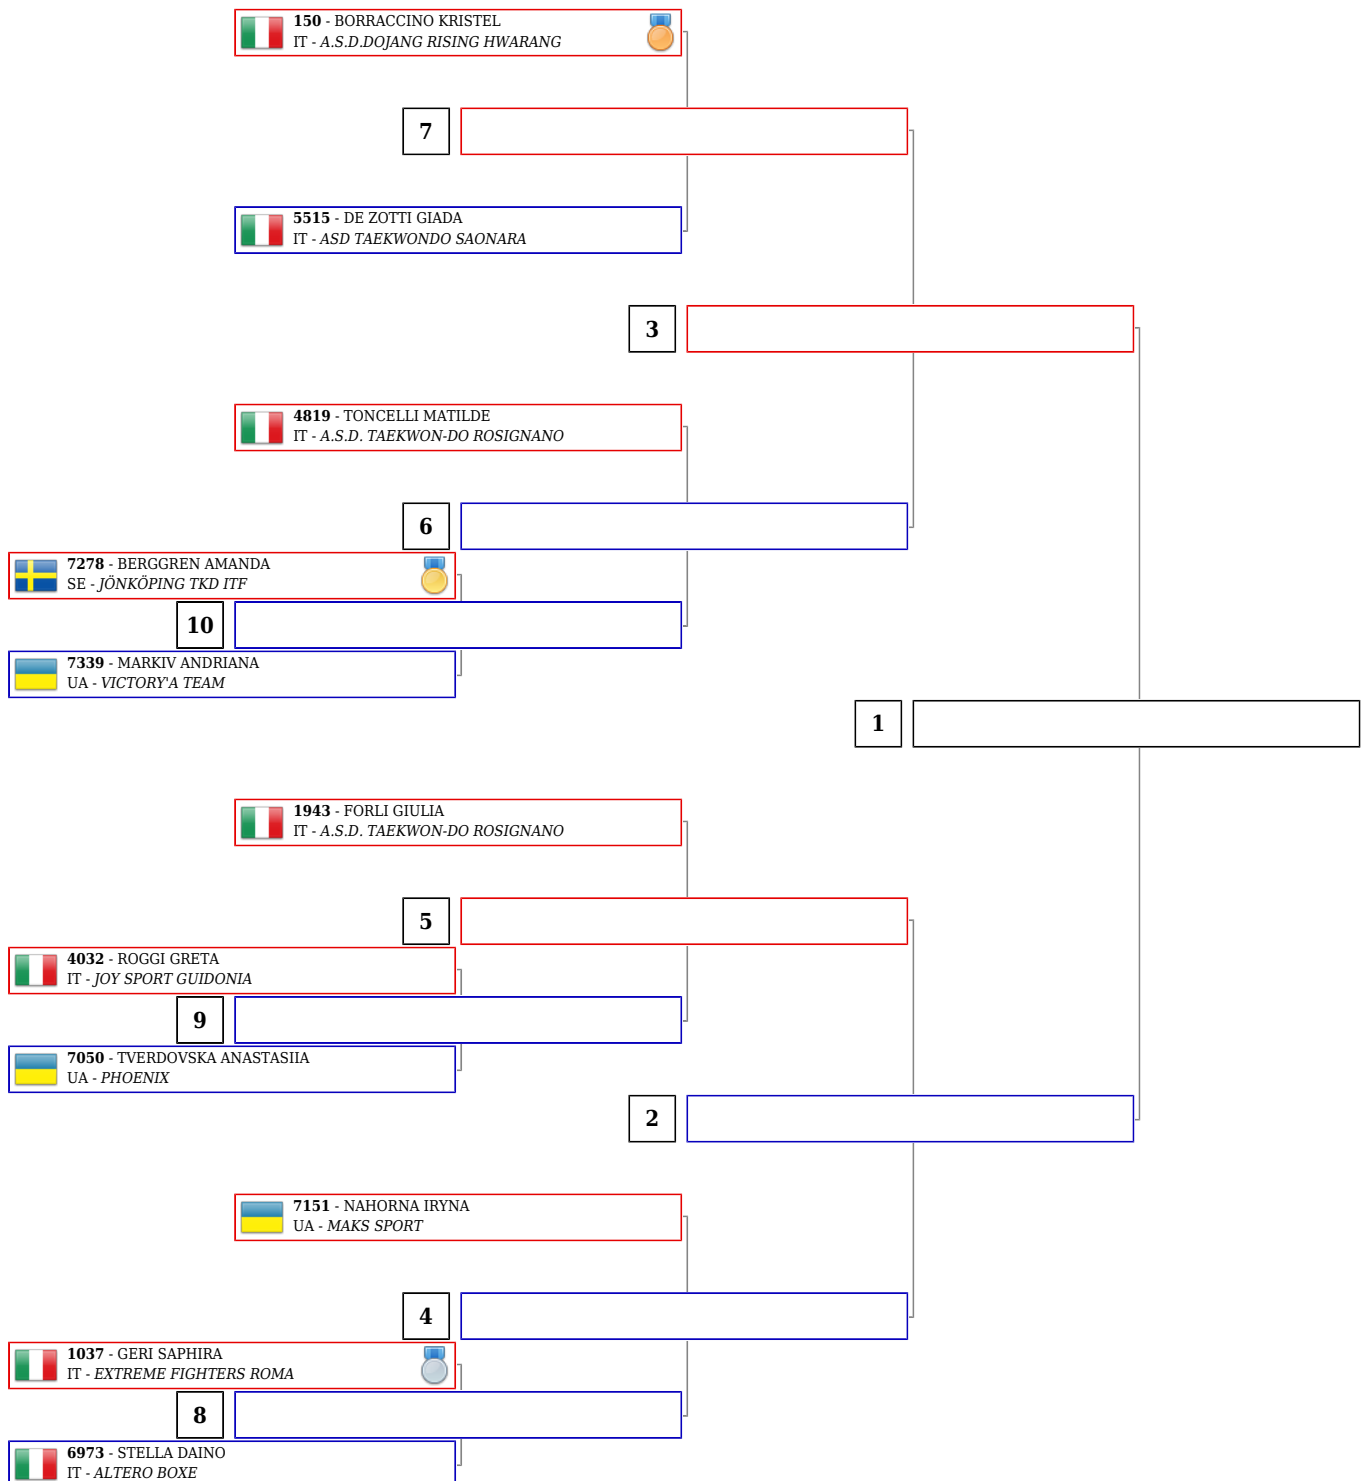 150 - BORRACCINO KRISTEL
IT - A.S.D.DOJANG RISING HWARANG
7
5515 - DE ZOTTI GIADA
IT - ASD TAEKWONDO SAONARA
3
4819 - TONCELLI MATILDE
IT - A.S.D. TAEKWON-DO ROSIGNANO
6
7278 - BERGGREN AMANDA
SE - JÖNKÖPING TKD ITF
10
7339 - MARKIV ANDRIANA
UA - VICTORY'A TEAM
1
1943 - FORLI GIULIA
IT - A.S.D. TAEKWON-DO ROSIGNANO
5
4032 - ROGGI GRETA
IT - JOY SPORT GUIDONIA
9
7050 - TVERDOVSKA ANASTASIIA
UA - PHOENIX
2
7151 - NAHORNA IRYNA
UA - MAKS SPORT
4
1037 - GERI SAPHIRA
IT - EXTREME FIGHTERS ROMA
8
6973 - STELLA DAINO
IT - ALTERO BOXE